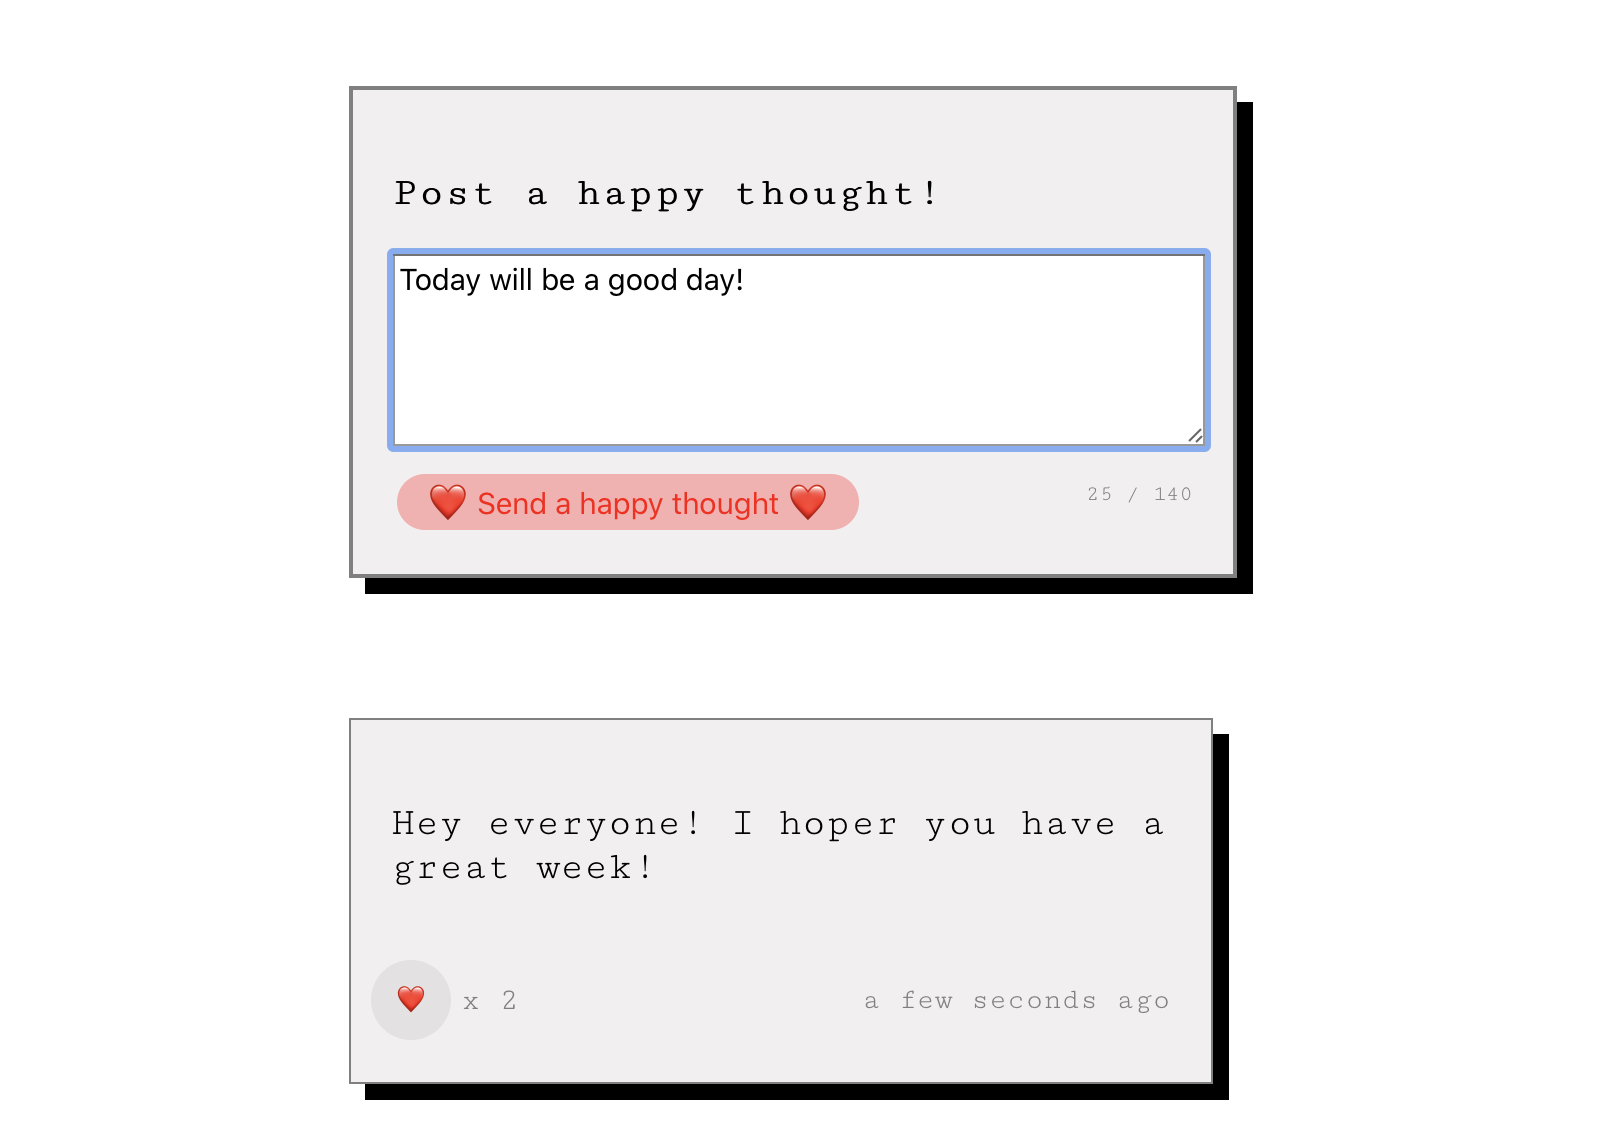 Post a happy thought!
Today will be a good day!
❤️ Send a happy thought ❤️
25 / 140
Hey everyone! I hoper you have a
great week!
❤️ x 2
a few seconds ago